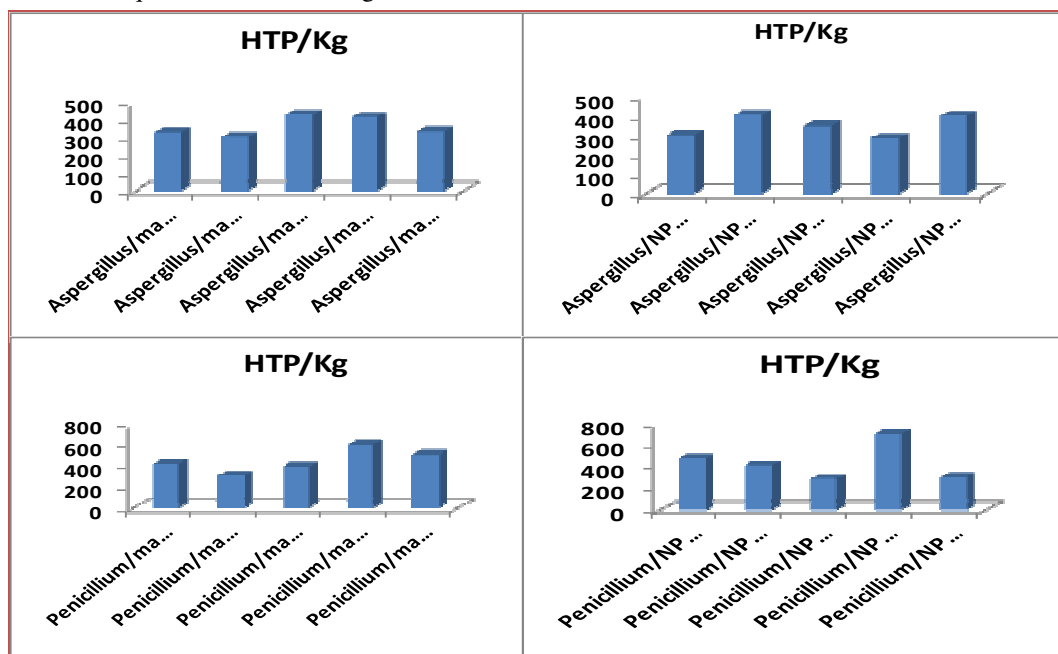 HTP/Kg
500
400
300
200
100
0
Aspergillus/ma...
Aspergillus/ma...
Aspergillus/ma...
Aspergillus/ma...
Aspergillus/ma...
HTP/Kg
500
400
300
200
100
0
Aspergillus/NP...
Aspergillus/NP...
Aspergillus/NP...
Aspergillus/NP...
Aspergillus/NP...
HTP/Kg
800
600
400
200
0
Penicillium/ma...
Penicillium/ma...
Penicillium/ma...
Penicillium/ma...
Penicillium/ma...
HTP/Kg
800
600
400
200
0
Penicillium/NP...
Penicillium/NP...
Penicillium/NP...
Penicillium/NP...
Penicillium/NP...